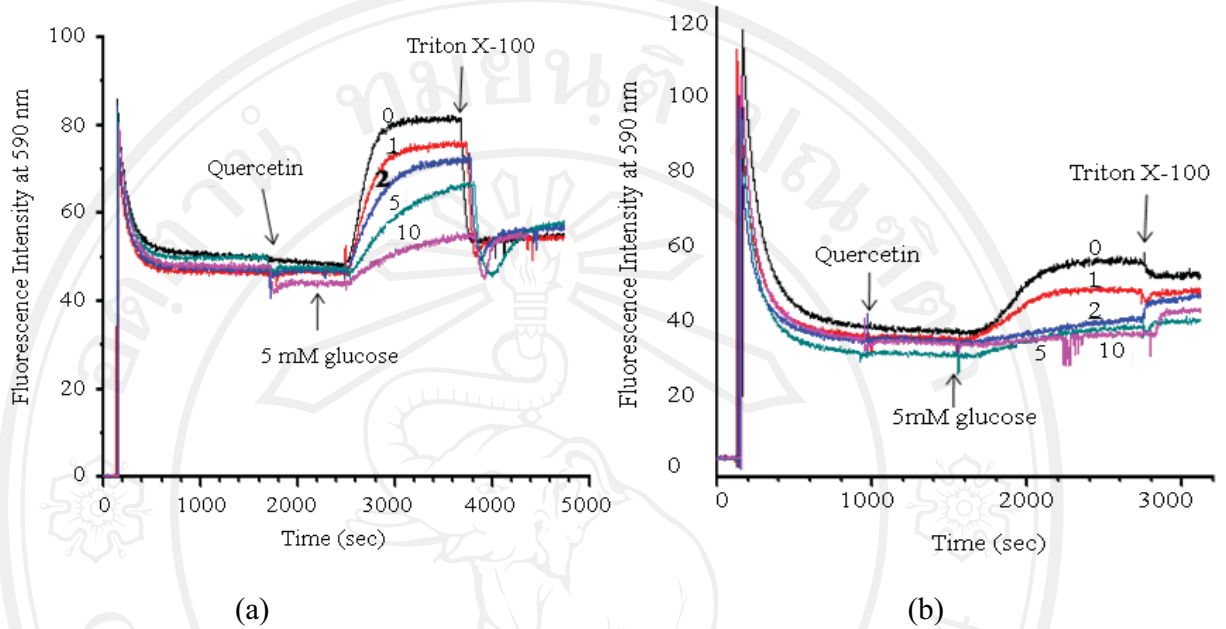 Fluorescence Intensity at 590 nm
100
80
60
40
20
0
Triton X-100
Quercetin
5 mM glucose
0
1
2
5
10
0 1000 2000 3000 4000 5000
Time (sec)
(a)
Fluorescence Intensity at 590 nm
120
100
80
60
40
20
0
Triton X-100
Quercetin
5mM glucose
0
1
2
5 10
0 1000 2000 3000
Time (sec)
(b)